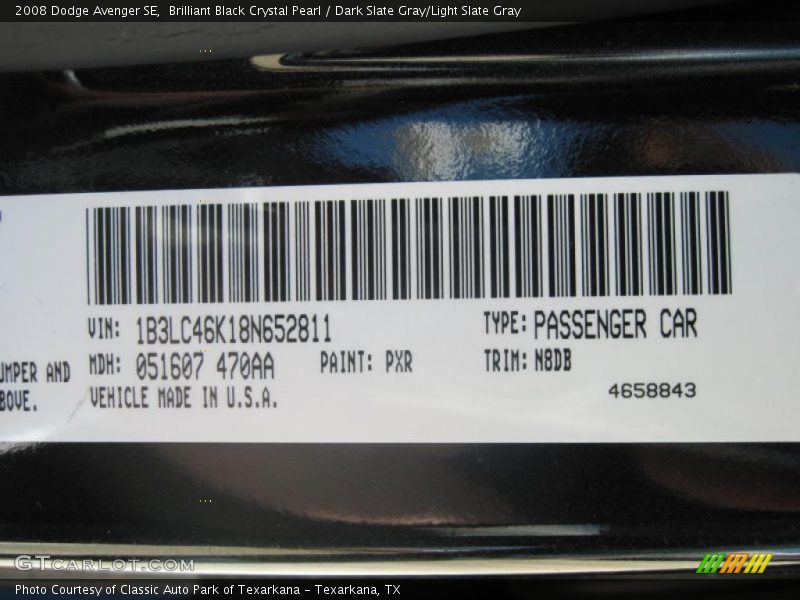 2008 Dodge Avenger SE,  Brilliant Black Crystal Pearl / Dark Slate Gray/Light Slate Gray
VIN: 1B3LC46K18N652811 TYPE: PASSENGER CAR
UMPER AND MDH: 051607 470AA PAINT: PXR TRIM: N8DB
BOVE. VEHICLE MADE IN U.S.A. 4658843
GTCARLOT.COM
Photo Courtesy of Classic Auto Park of Texarkana - Texarkana, TX